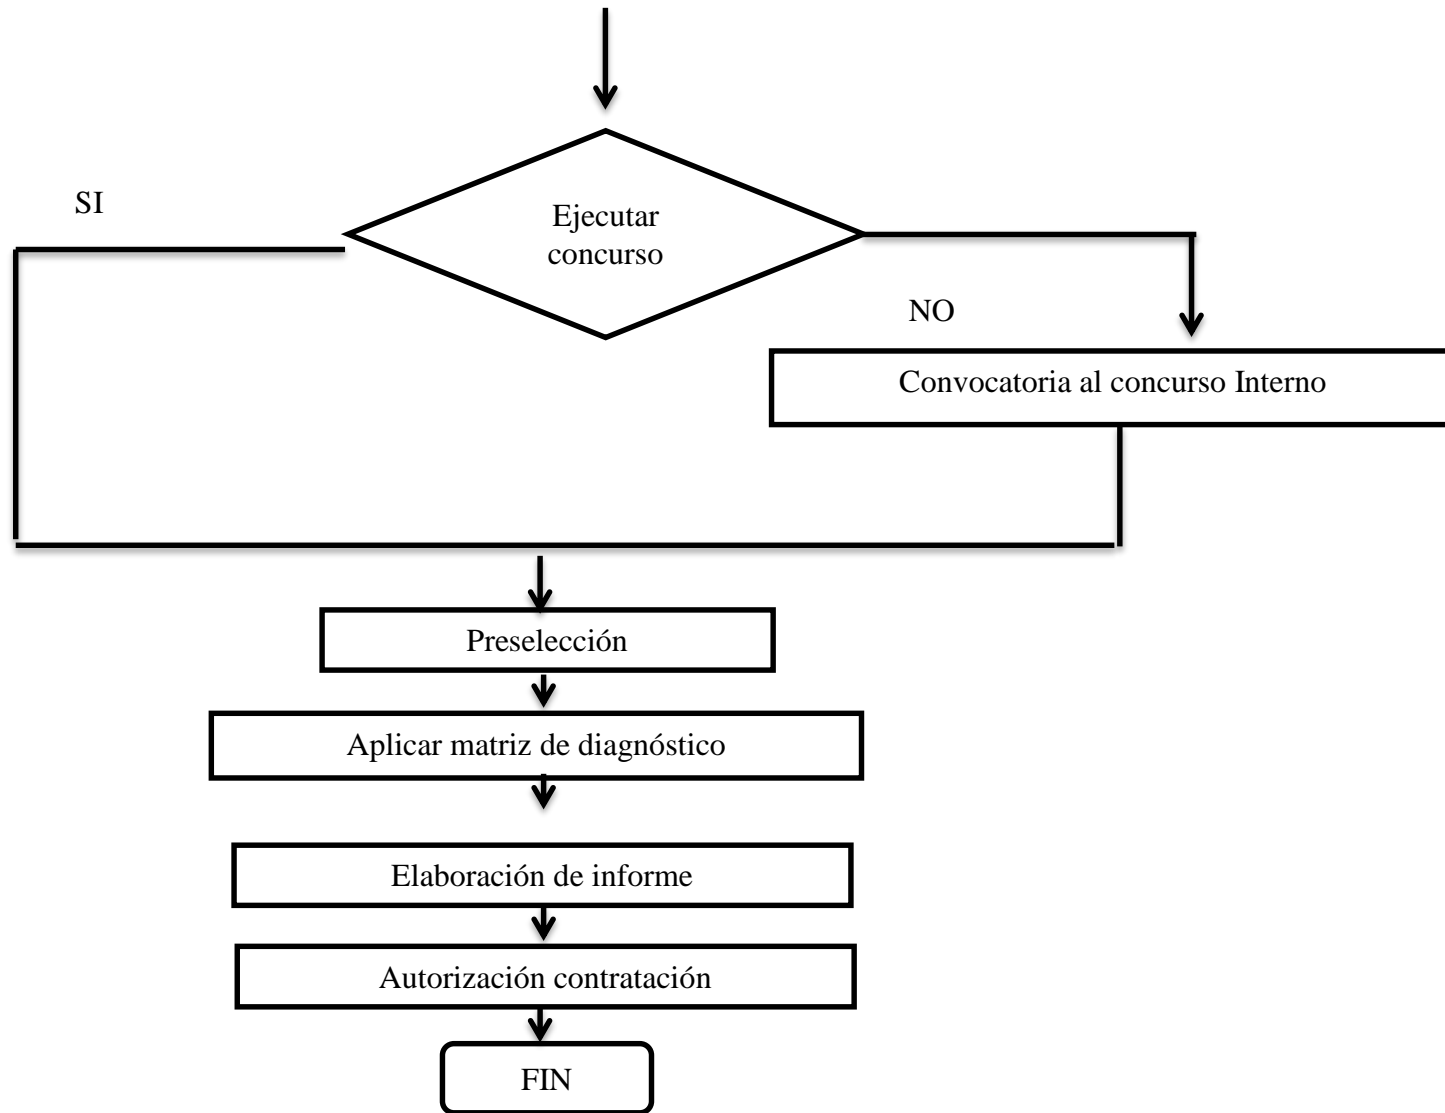 SI
Ejecutar
concurso
NO
Convocatoria al concurso Interno
Preselección
Aplicar matriz de diagnóstico
Elaboración de informe
Autorización contratación
FIN